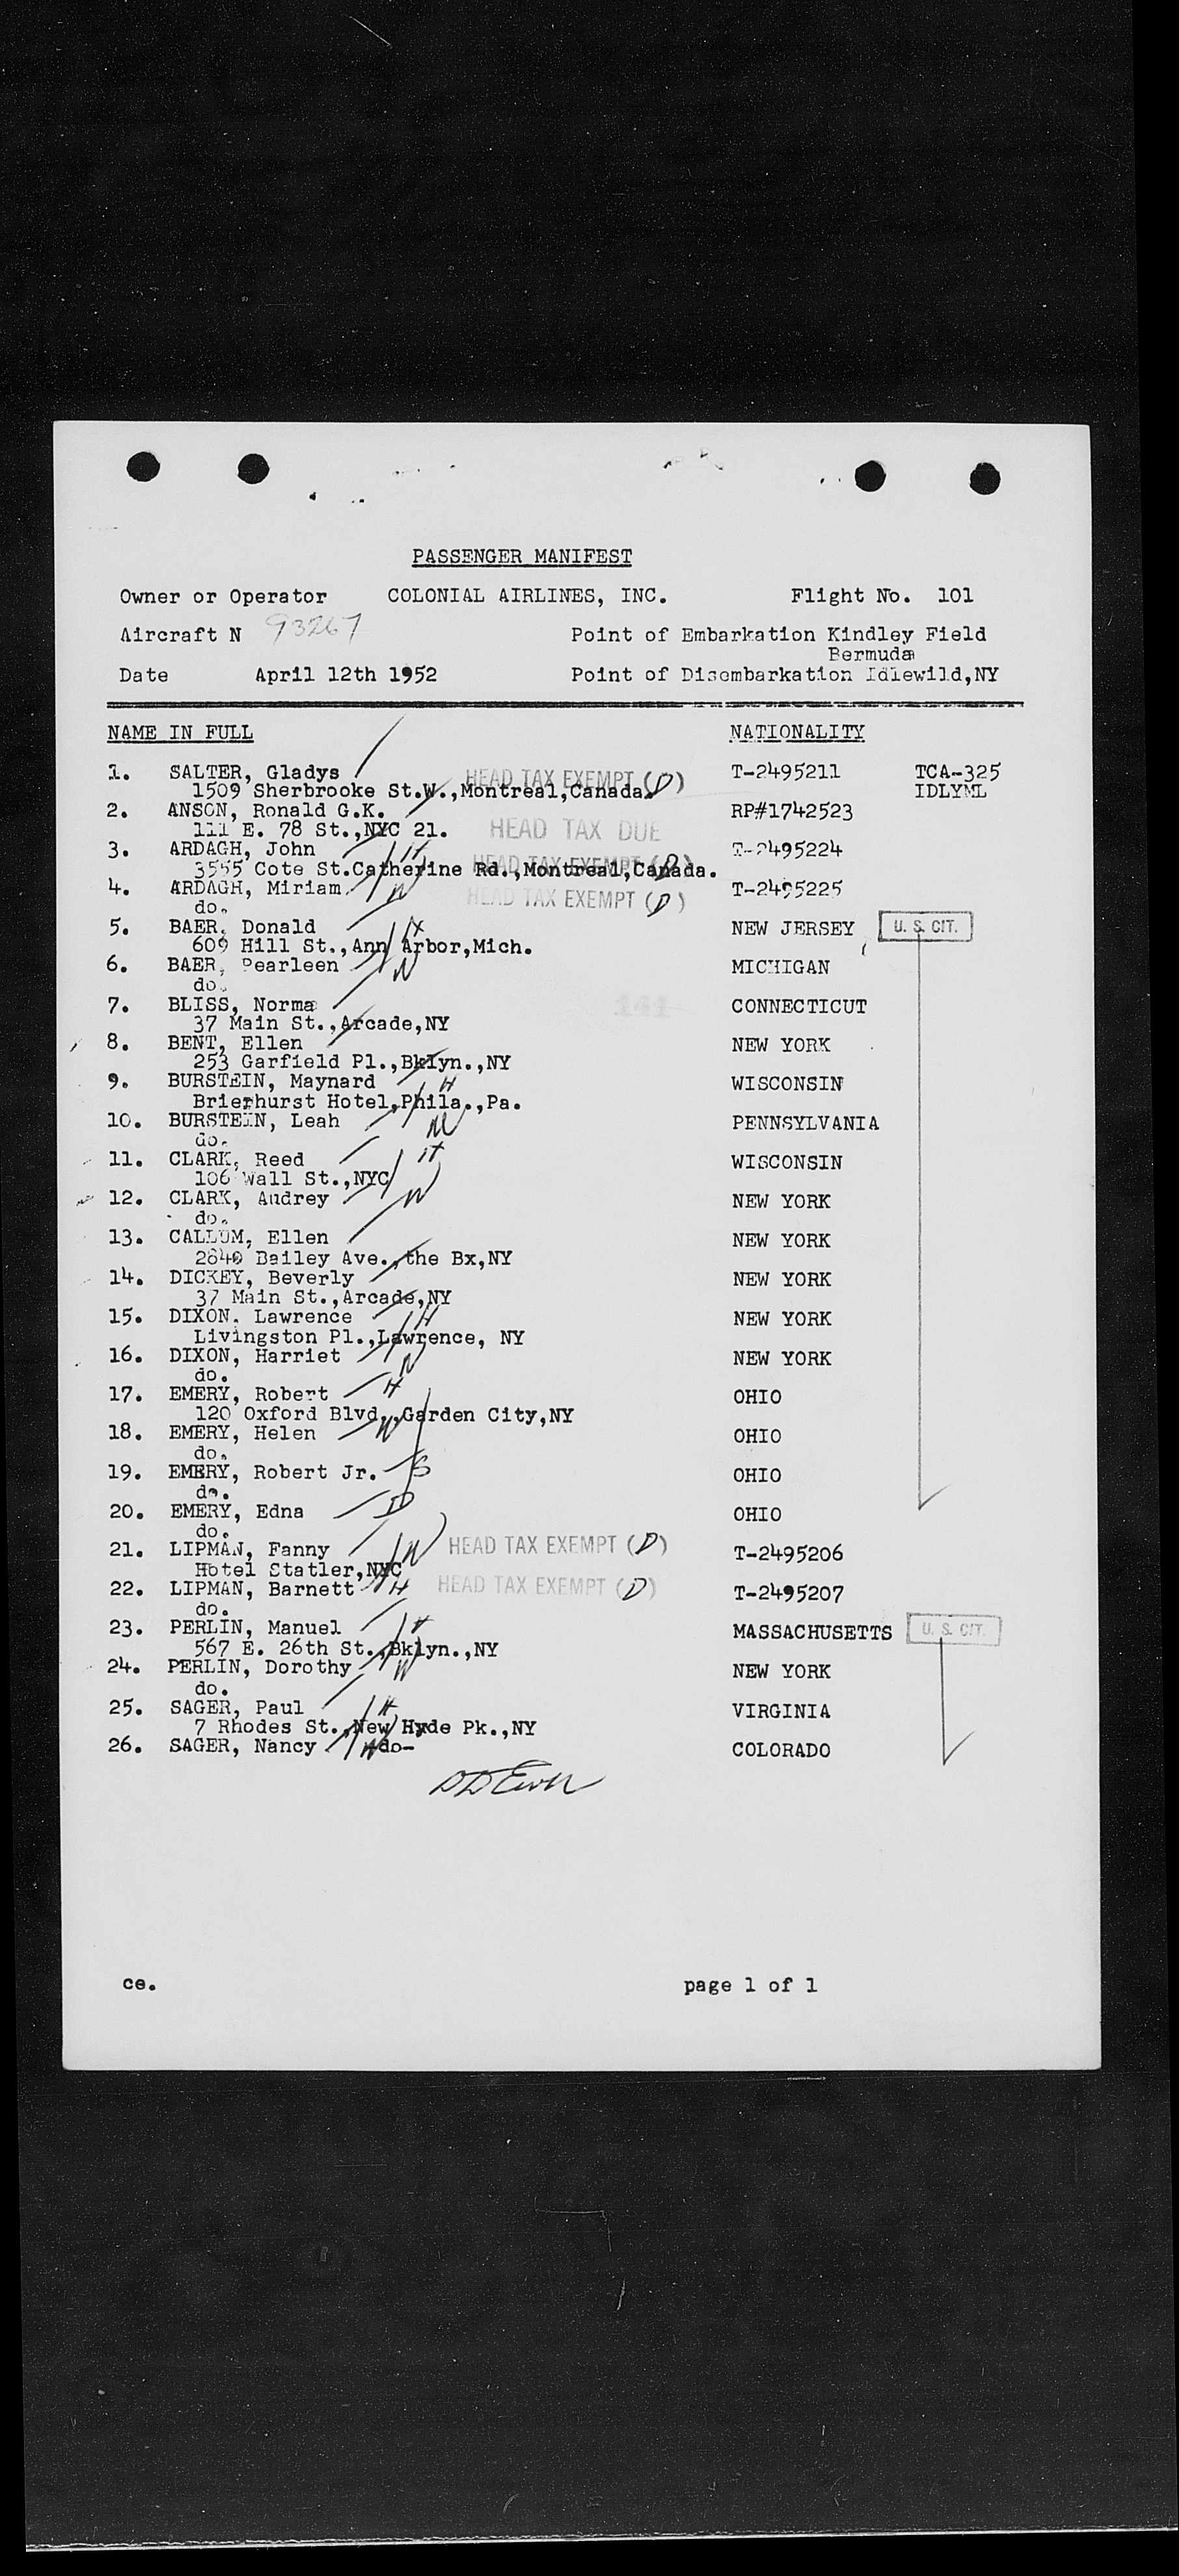 PASSENGER MANIFEST
Owner or Operator COLONIAL AIRLINES, INC. Flight No. 101
Aircraft N 93267 Point of Embarkation Kindley Field
Bermuda
Date April 12th 1952 Point of Disembarkation Idlewild,NY
NAME IN FULL NATIONALITY
1. SALTER, Gladys HEAD TAX EXEMPT (D) T-2495211 TCA-325
1509 Sherbrooke St.W.,Montreal,Canada. IDLYML
2. ANSON, Ronald G.K. RP#1742523
111 E. 78 St.,NYC 21. HEAD TAX DUE
3. ARDAGH, John H HEAD TAX EXEMPT (D) T-2495224
3555 Cote St.Catherine Rd.,Montreal,Canada.
4. ARDAGH, Miriam W HEAD TAX EXEMPT (D) T-2495225
do.
5. BAER, Donald H NEW JERSEY U. S. CIT.
609 Hill St.,Ann Arbor,Mich.
6. BAER, Pearleen W MICHIGAN
do.
7. BLISS, Norma 141 CONNECTICUT
37 Main St.,Arcade,NY
8. BENT, Ellen NEW YORK
253 Garfield Pl.,Bklyn.,NY
9. BURSTEIN, Maynard H WISCONSIN
Brierhurst Hotel,Phila.,Pa.
10. BURSTEIN, Leah W PENNSYLVANIA
do.
11. CLARK, Reed H WISCONSIN
106 Wall St.,NYC
12. CLARK, Audrey W NEW YORK
do.
13. CALLUM, Ellen NEW YORK
2840 Bailey Ave.,the Bx,NY
14. DICKEY, Beverly NEW YORK
37 Main St.,Arcade,NY
15. DIXON. Lawrence H NEW YORK
Livingston Pl.,Lawrence, NY
16. DIXON, Harriet W NEW YORK
do.
17. EMERY, Robert H OHIO
120 Oxford Blvd.,Garden City,NY
18. EMERY, Helen W OHIO
do.
19. EMERY, Robert Jr. S OHIO
do.
20. EMERY, Edna D OHIO
do.
21. LIPMAN, Fanny W HEAD TAX EXEMPT (D) T-2495206
Hotel Statler,NYC
22. LIPMAN, Barnett H HEAD TAX EXEMPT (D) T-2495207
do.
23. PERLIN, Manuel H MASSACHUSETTS U. S. CIT.
567 E. 26th St.,Bklyn.,NY
24. PERLIN, Dorothy W NEW YORK
do.
25. SAGER, Paul H VIRGINIA
7 Rhodes St.,New Hyde Pk.,NY
26. SAGER, Nancy W -do- COLORADO
ce. page 1 of 1